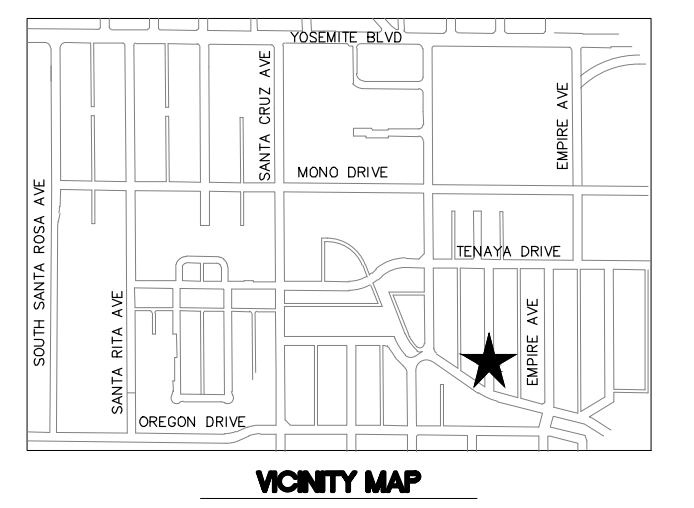 YOSEMITE BLVD
SANTA CRUZ AVE
EMPIRE AVE
MONO DRIVE
SOUTH SANTA ROSA AVE
TENAYA DRIVE
SANTA RITA AVE
EMPIRE AVE
OREGON DRIVE
VICINITY MAP